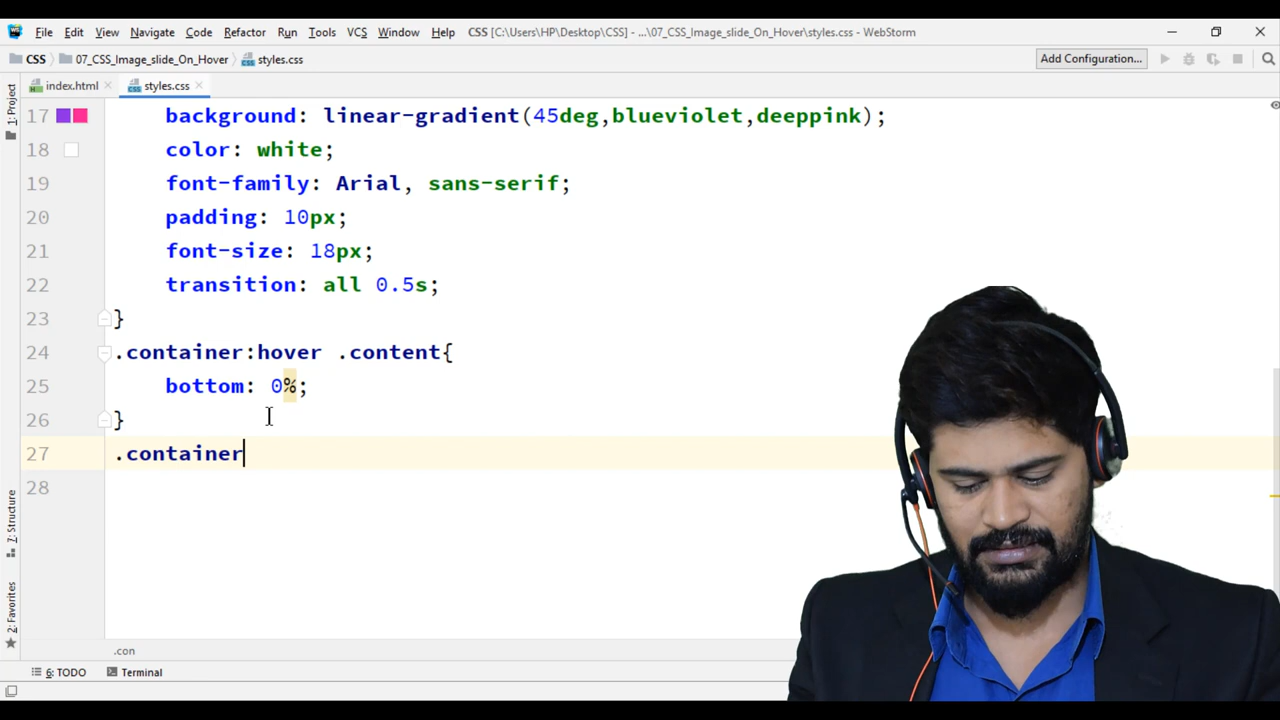 File Edit View Navigate Code Refactor Run Tools VCS Window Help CSS [C:\Users\HP\Desktop\CSS] - ...\07_CSS_Image_slide_On_Hover\styles.css - WebStorm
CSS 07_CSS_Image_slide_On_Hover styles.css Add Configuration...
index.html styles.css
1: Project
17 background: linear-gradient(45deg,blueviolet,deeppink);
18 color: white;
19 font-family: Arial, sans-serif;
20 padding: 10px;
21 font-size: 18px;
22 transition: all 0.5s;
23 }
24 .container:hover .content{
25 bottom: 0%;
26 }
27 .container
28
7: Structure
2: Favorites
.con
6: TODO Terminal